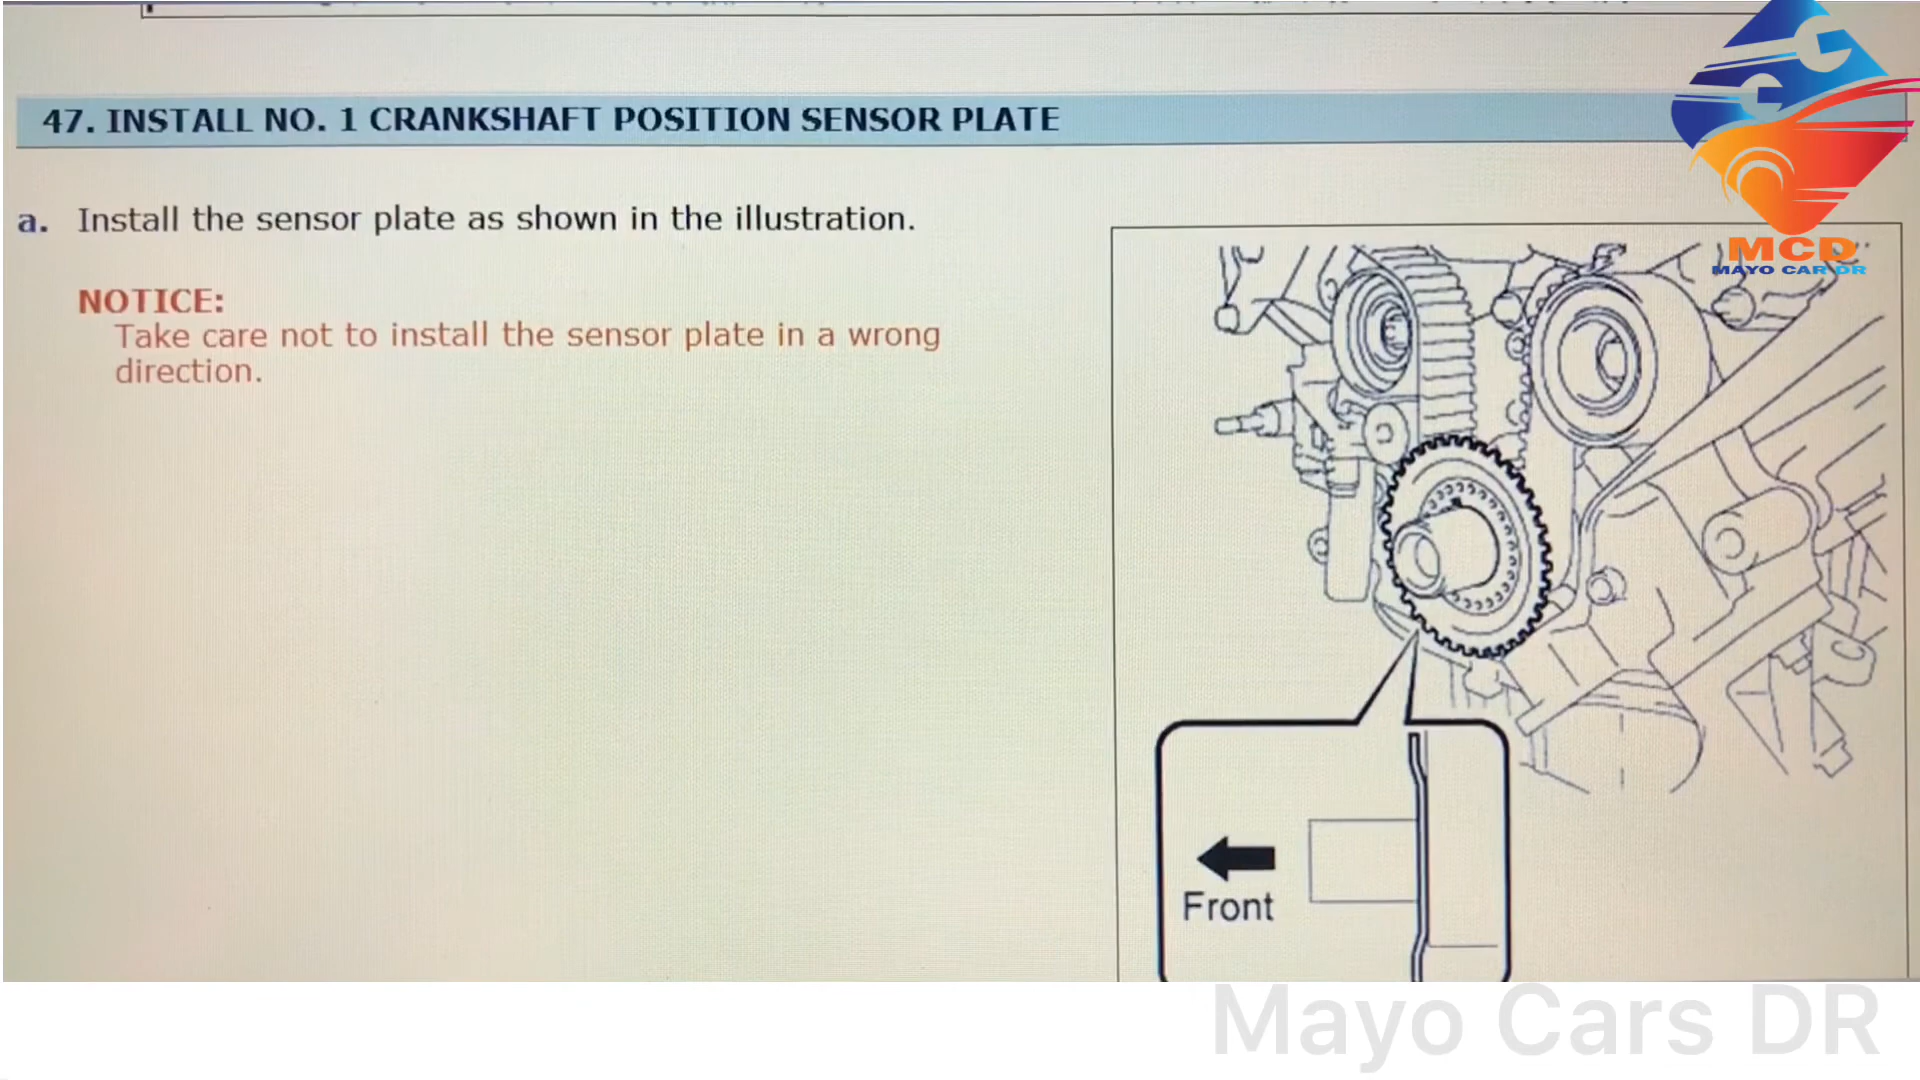 47. INSTALL NO. 1 CRANKSHAFT POSITION SENSOR PLATE
a. Install the sensor plate as shown in the illustration.
NOTICE:
Take care not to install the sensor plate in a wrong
direction.
MCD
MAYO CAR DR
Front
Mayo Cars DR